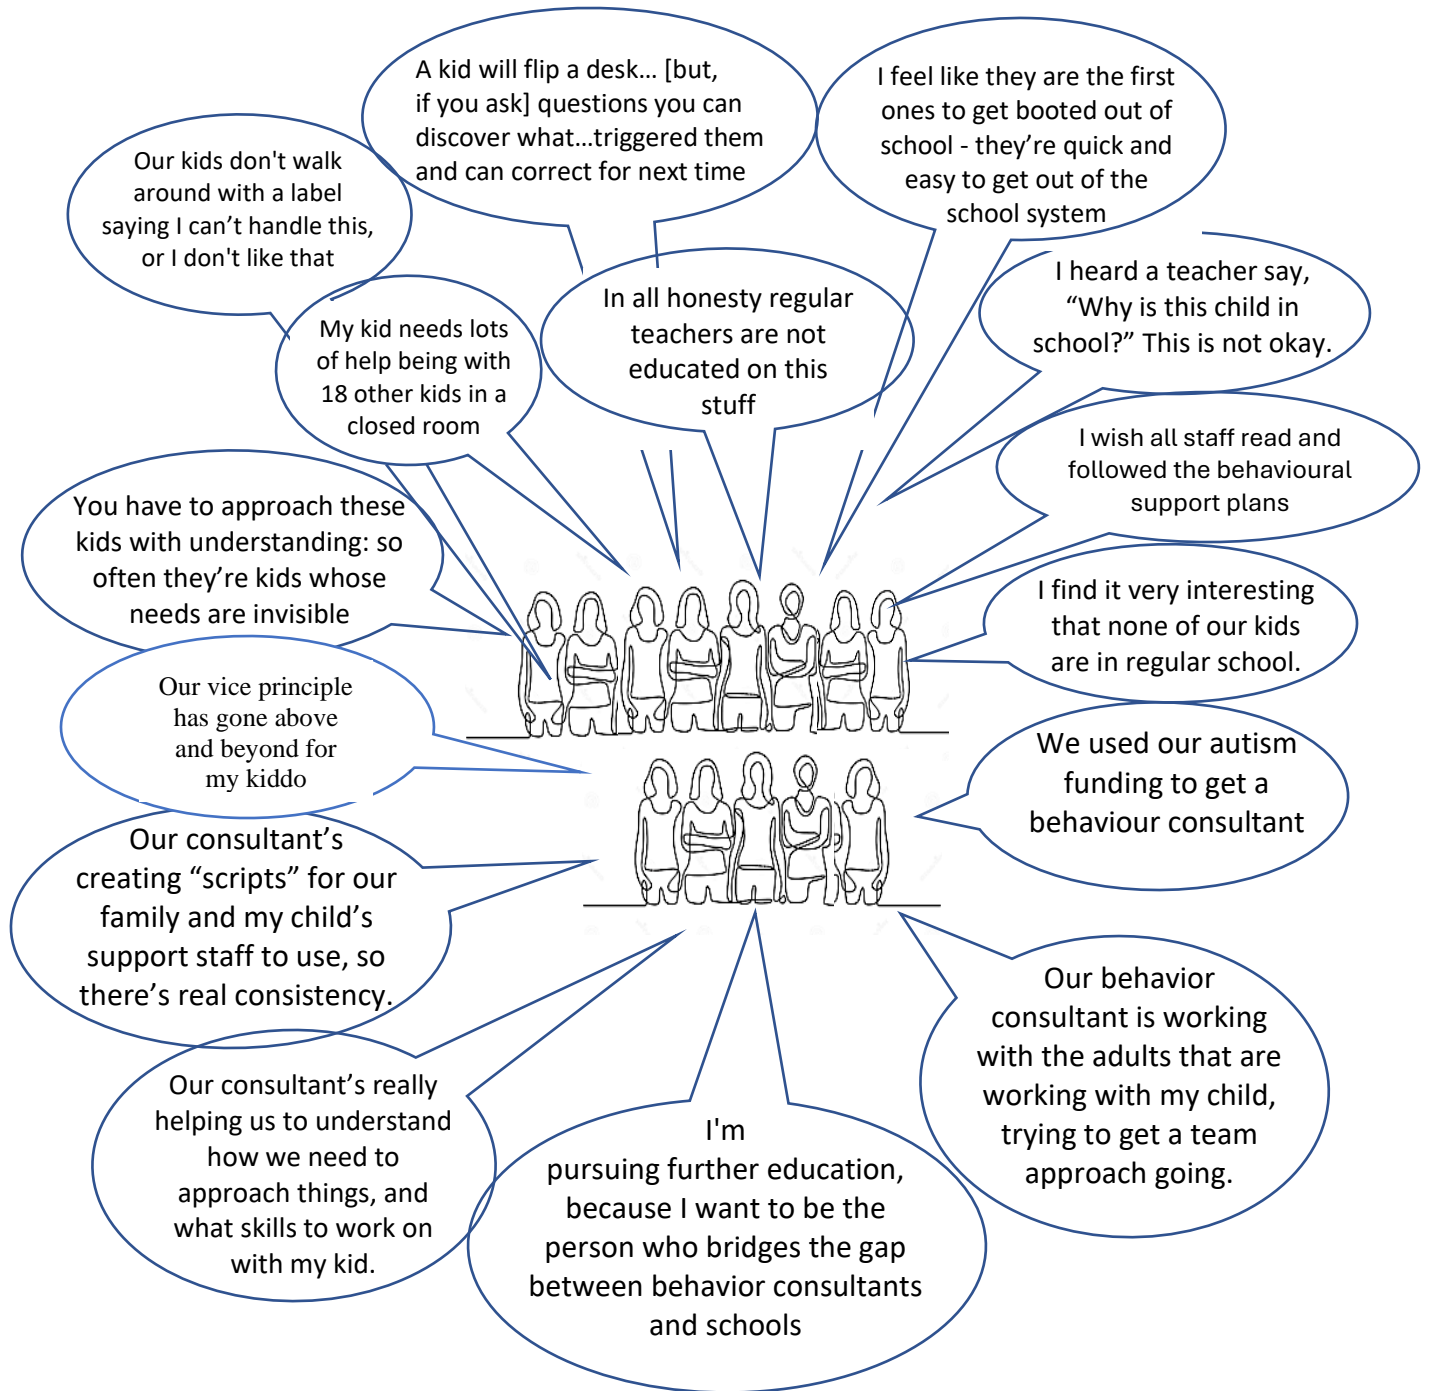 A kid will flip a desk… [but,
if you ask] questions you can
discover what…triggered them
and can correct for next time
I feel like they are the first
ones to get booted out of
school - they’re quick and
easy to get out of the
school system
Our kids don't walk
around with a label
saying I can’t handle this,
or I don't like that
I heard a teacher say,
“Why is this child in
school?” This is not okay.
In all honesty regular
teachers are not
educated on this
stuff
My kid needs lots
of help being with
18 other kids in a
closed room
I wish all staff read and
followed the behavioural
support plans
You have to approach these
kids with understanding: so
often they’re kids whose
needs are invisible
I find it very interesting
that none of our kids
are in regular school.
Our vice principle
has gone above
and beyond for
my kiddo
We used our autism
funding to get a
behaviour consultant
Our consultant’s
creating “scripts” for our
family and my child’s
support staff to use, so
there’s real consistency.
Our behavior
consultant is working
with the adults that are
working with my child,
trying to get a team
approach going.
Our consultant’s really
helping us to understand
how we need to
approach things, and
what skills to work on
with my kid.
I'm
pursuing further education,
because I want to be the
person who bridges the gap
between behavior consultants
and schools